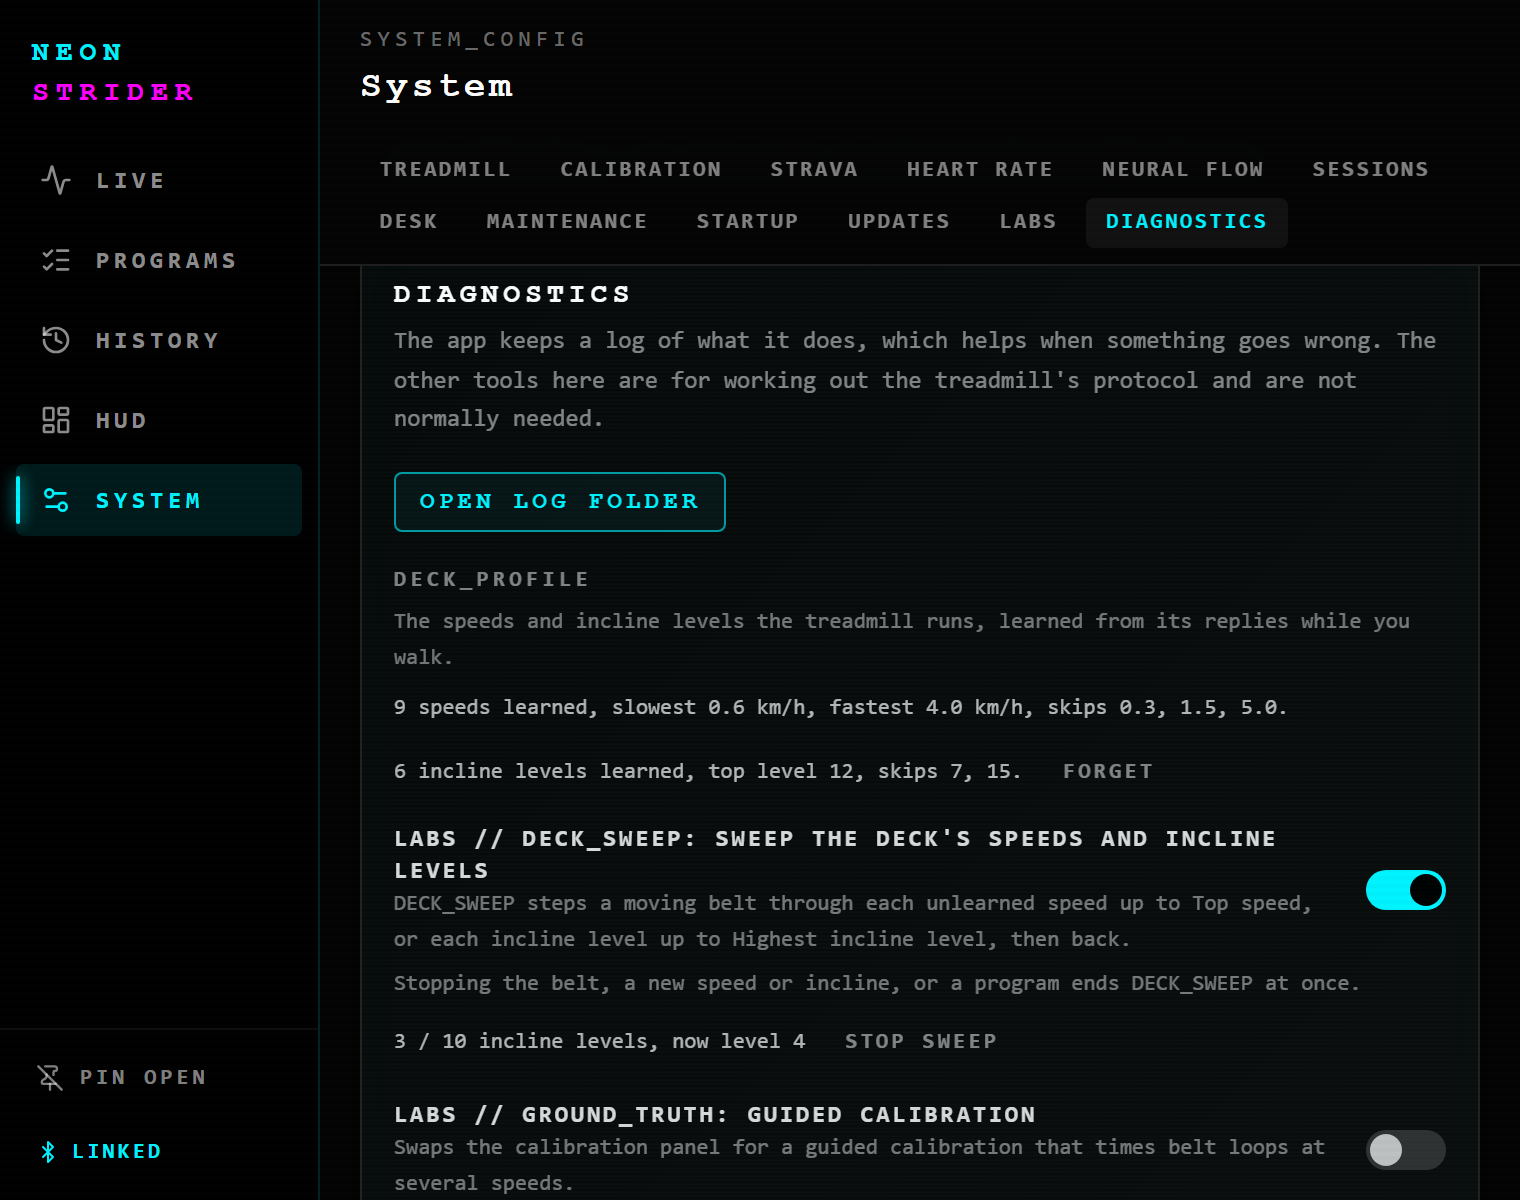 NEON
STRIDER
LIVE
PROGRAMS
HISTORY
HUD
SYSTEM
PIN OPEN
LINKED
SYSTEM_CONFIG
System
TREADMILL CALIBRATION STRAVA HEART RATE NEURAL FLOW SESSIONS
DESK MAINTENANCE STARTUP UPDATES LABS DIAGNOSTICS
DIAGNOSTICS
The app keeps a log of what it does, which helps when something goes wrong. The
other tools here are for working out the treadmill's protocol and are not
normally needed.
OPEN LOG FOLDER
DECK_PROFILE
The speeds and incline levels the treadmill runs, learned from its replies while you
walk.
9 speeds learned, slowest 0.6 km/h, fastest 4.0 km/h, skips 0.3, 1.5, 5.0.
6 incline levels learned, top level 12, skips 7, 15. FORGET
LABS // DECK_SWEEP: SWEEP THE DECK'S SPEEDS AND INCLINE
LEVELS
DECK_SWEEP steps a moving belt through each unlearned speed up to Top speed,
or each incline level up to Highest incline level, then back.
Stopping the belt, a new speed or incline, or a program ends DECK_SWEEP at once.
3 / 10 incline levels, now level 4 STOP SWEEP
LABS // GROUND_TRUTH: GUIDED CALIBRATION
Swaps the calibration panel for a guided calibration that times belt loops at
several speeds.